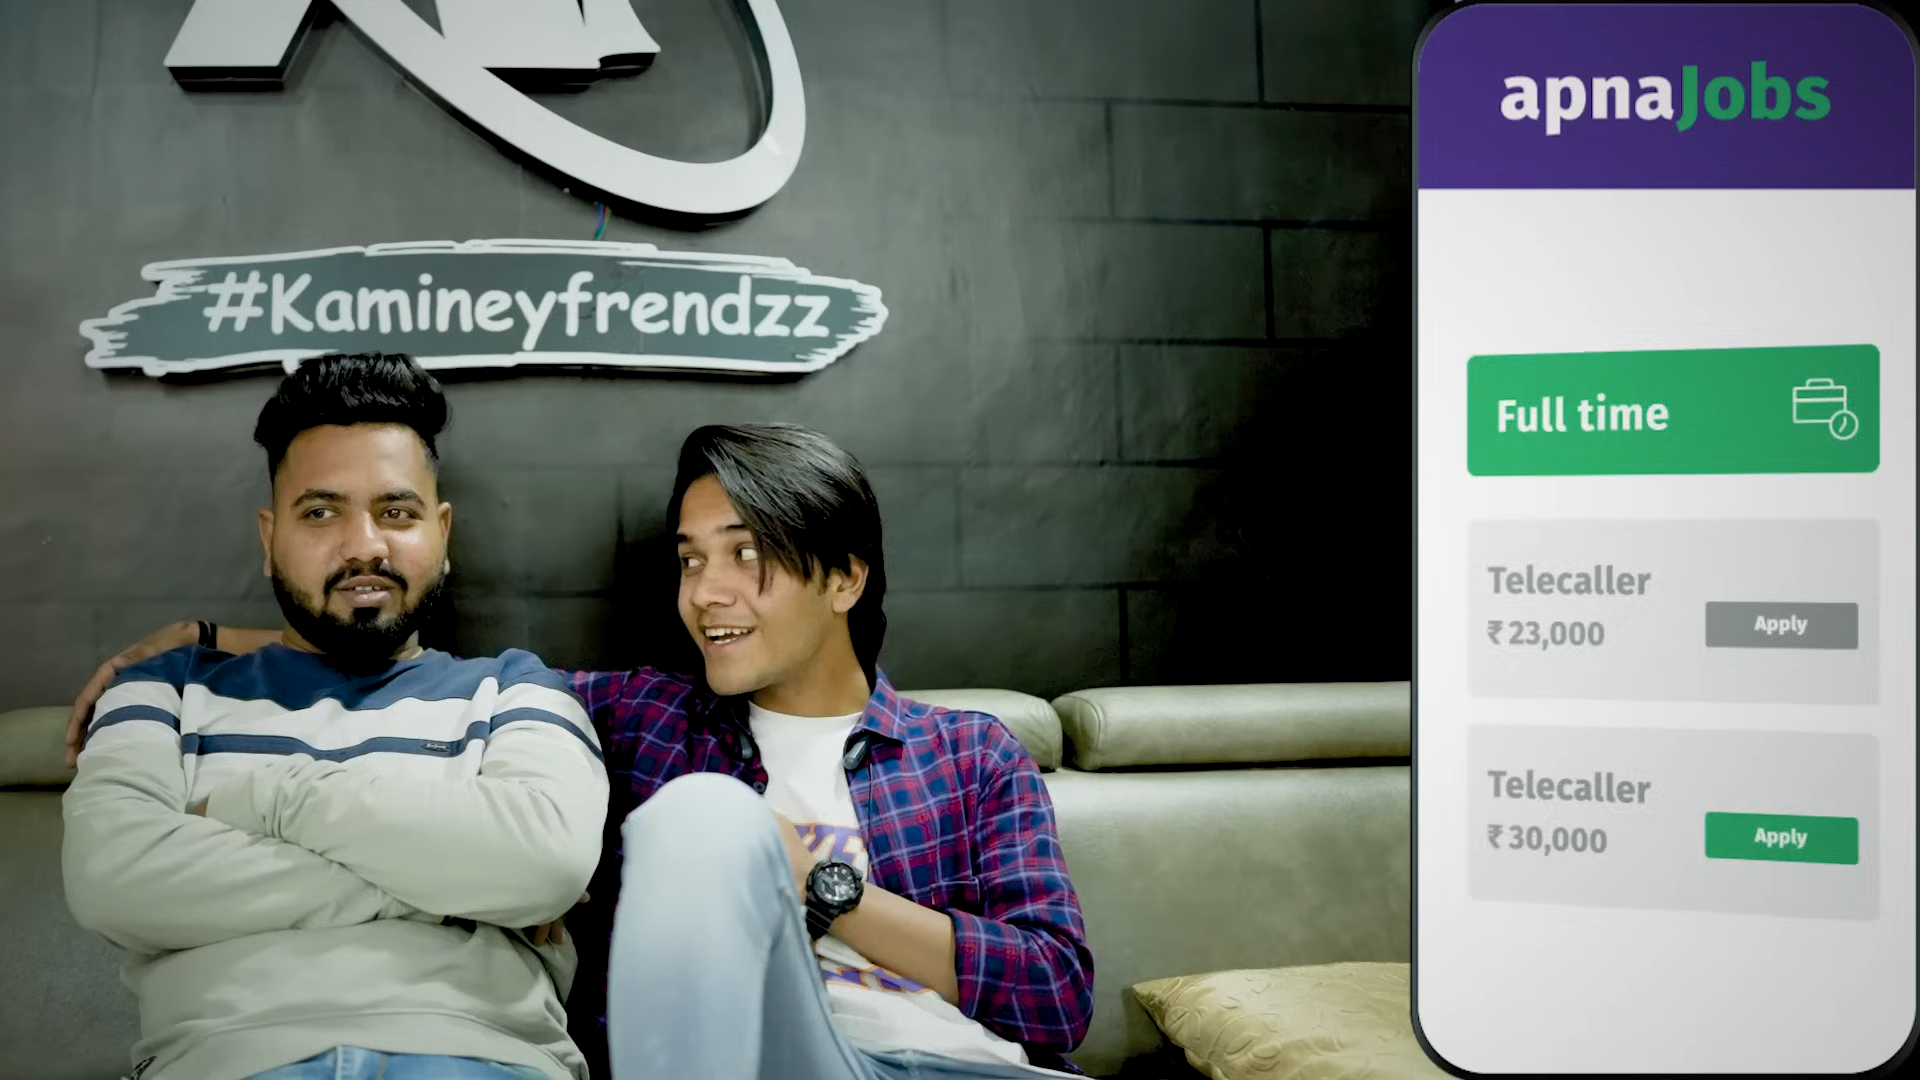 #Kamineyfrendzz
apnaJobs
Full time
Telecaller
₹23,000
Apply
Telecaller
₹30,000
Apply